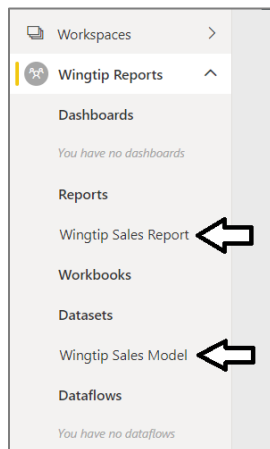 Workspaces
Wingtip Reports
Dashboards
You have no dashboards
Reports
Wingtip Sales Report
Workbooks
Datasets
Wingtip Sales Model
Dataflows
You have no dataflows